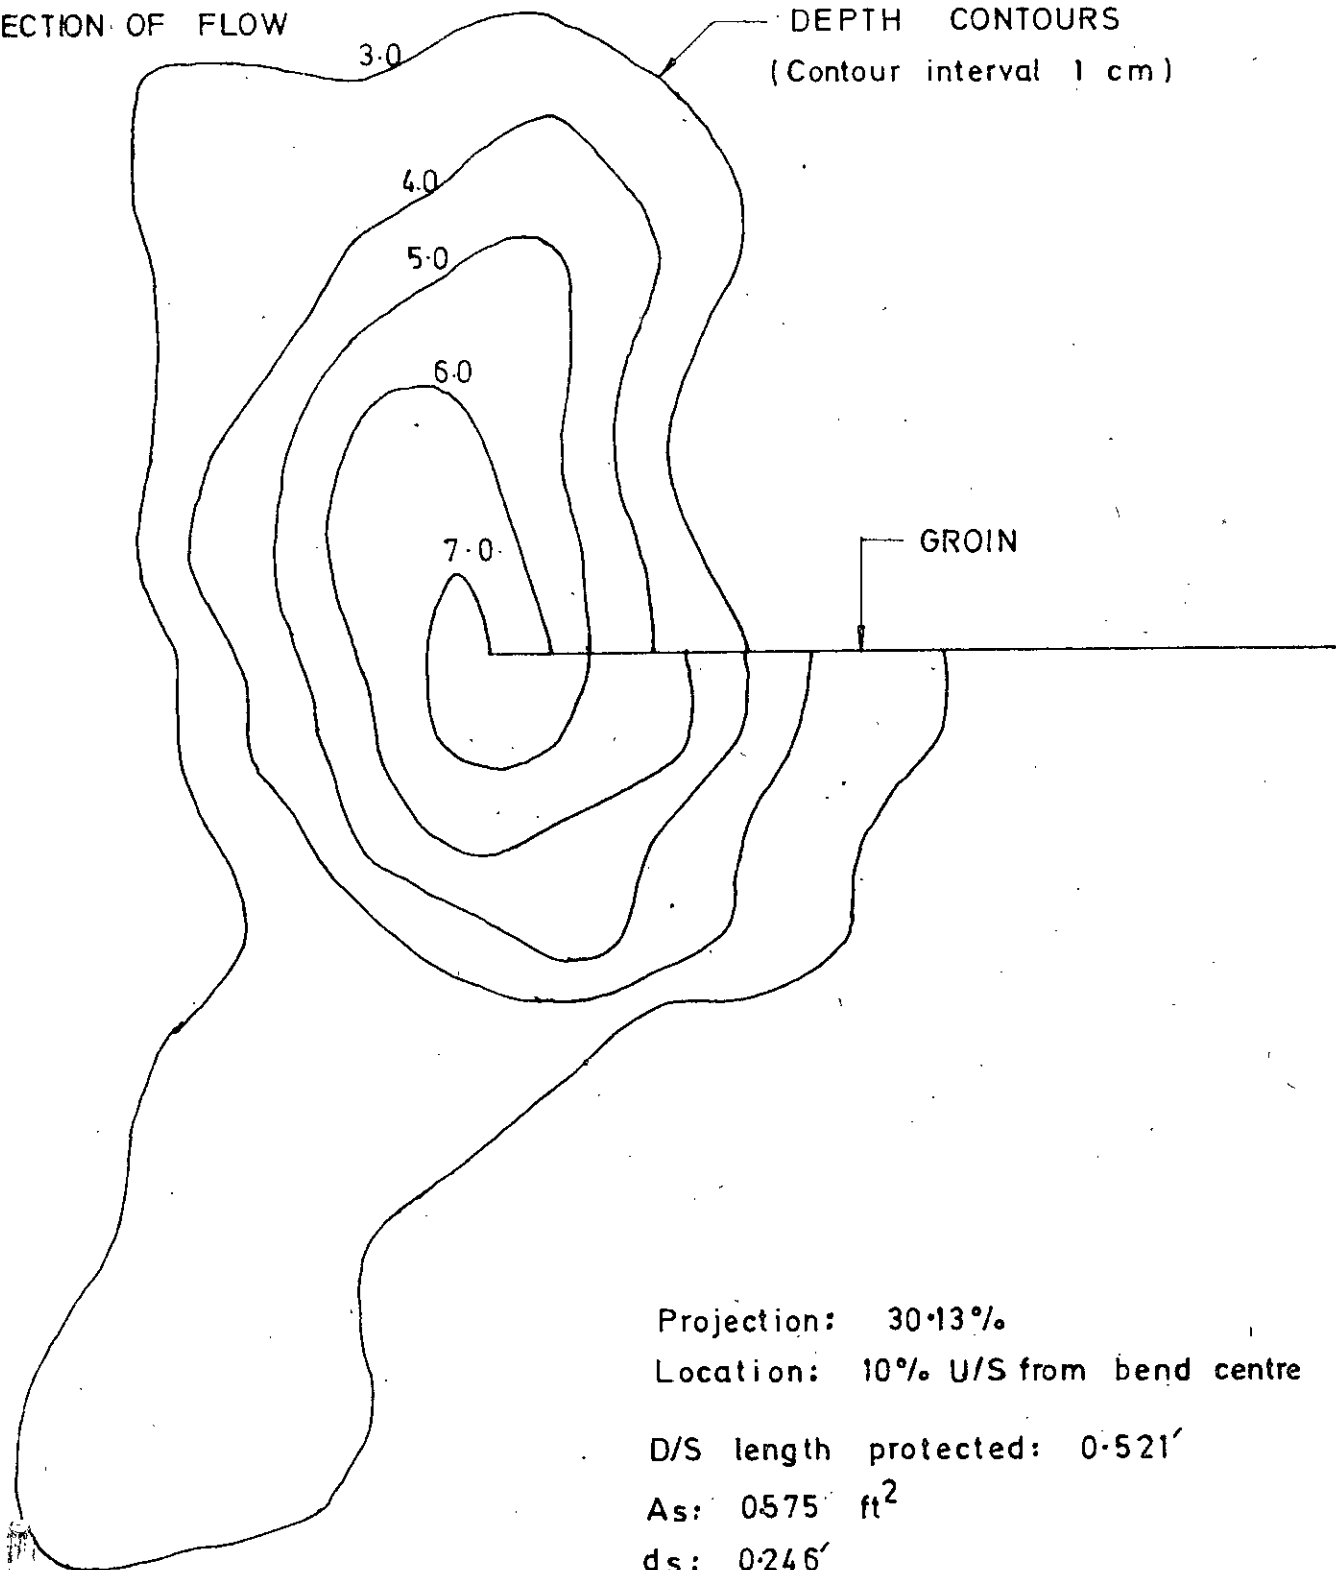 ECTION OF FLOW
DEPTH CONTOURS
(Contour interval 1 cm)
3.0
4.0
5.0
6.0
7.0
GROIN
Projection: 30.13%
Location: 10% U/S from bend centre
D/S length protected: 0.521′
As: 0575 ft²
ds: 0.246′